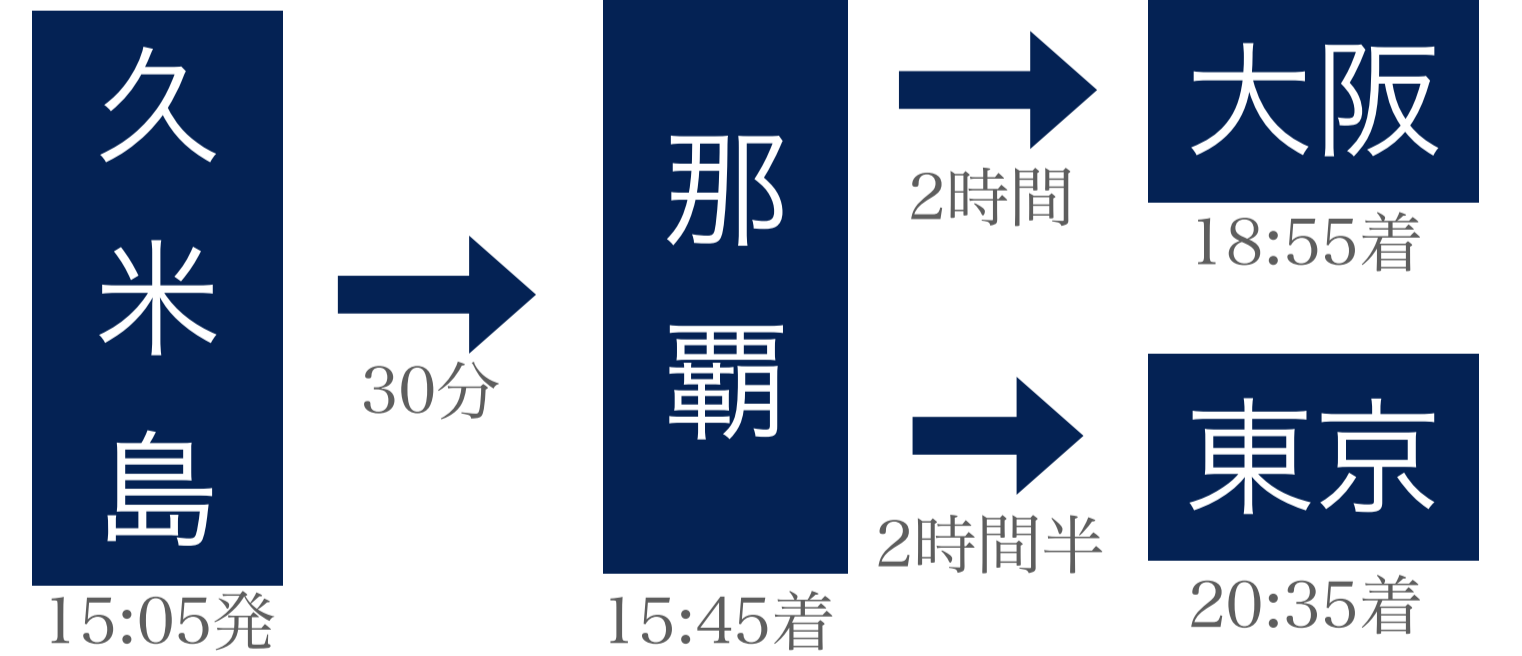 久米島
15:05発
30分
那覇
15:45着
2時間
大阪
18:55着
2時間半
東京
20:35着